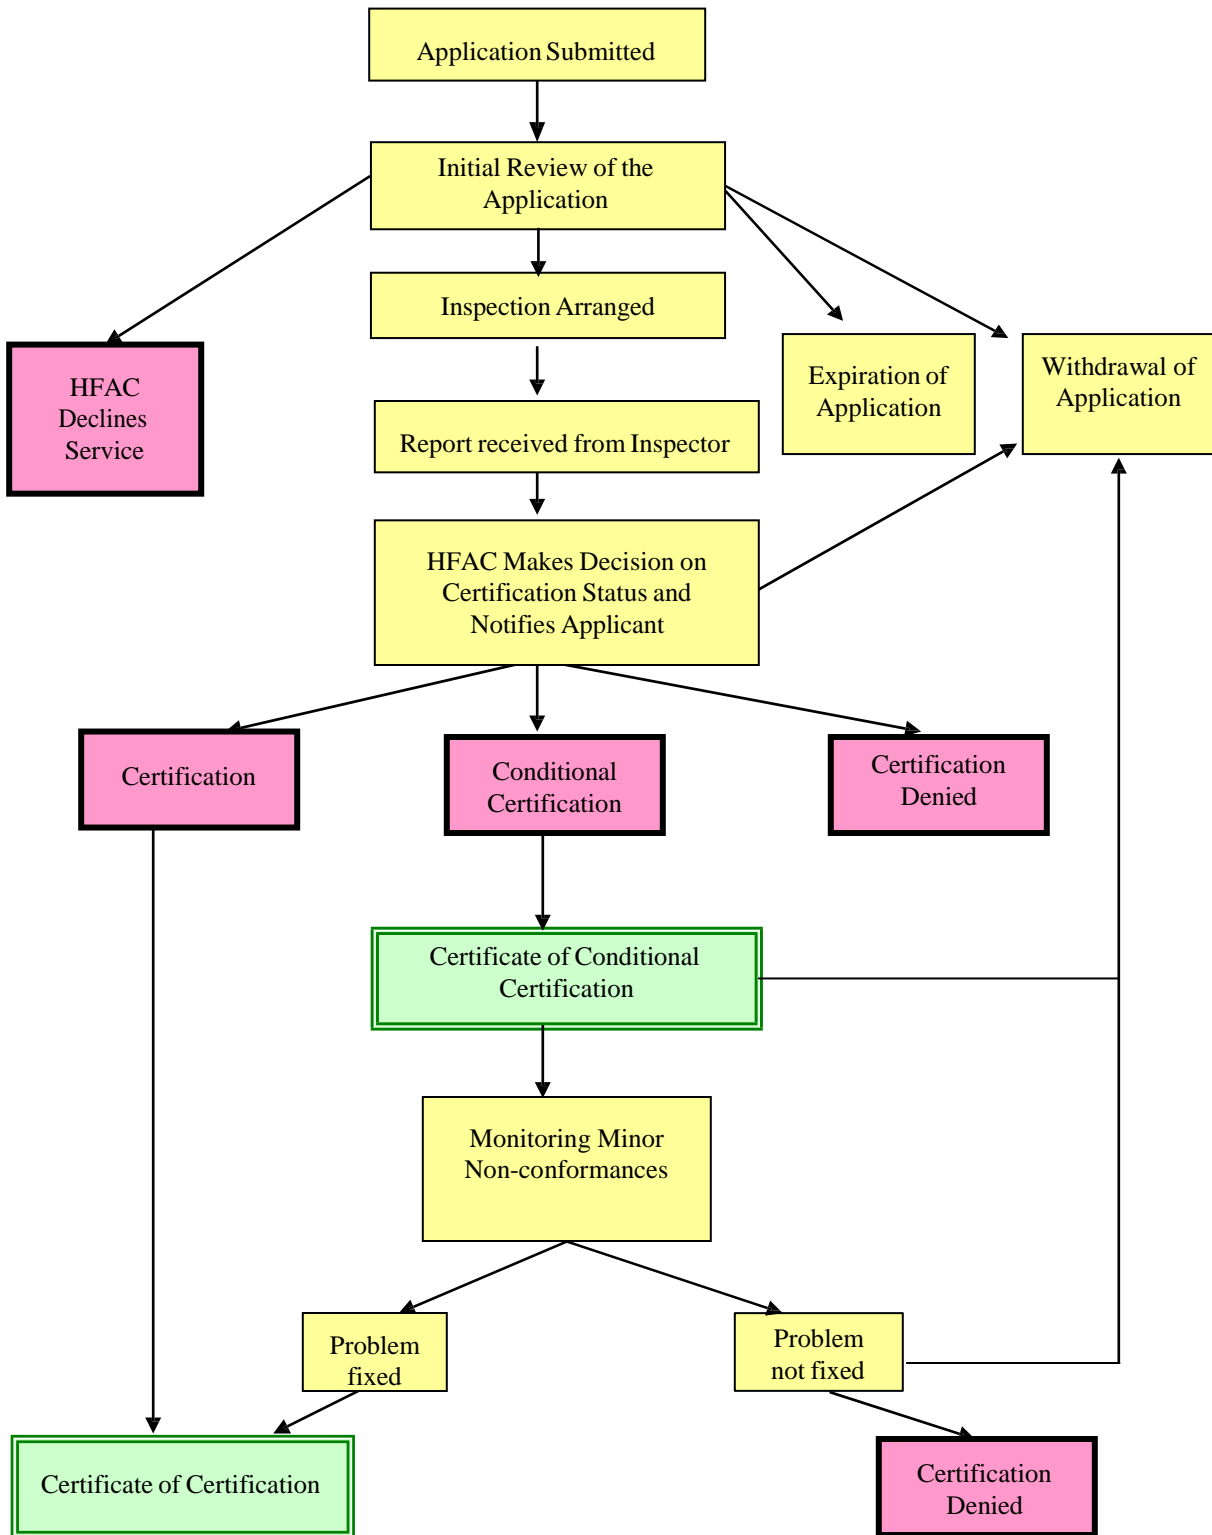 Application Submitted
Initial Review of the
Application
Inspection Arranged
HFAC
Declines
Service
Expiration of
Application
Withdrawal of
Application
Report received from Inspector
HFAC Makes Decision on
Certification Status and
Notifies Applicant
Certification
Conditional
Certification
Certification
Denied
Certificate of Conditional
Certification
Monitoring Minor
Non-conformances
Problem
fixed
Problem
not fixed
Certificate of Certification
Certification
Denied